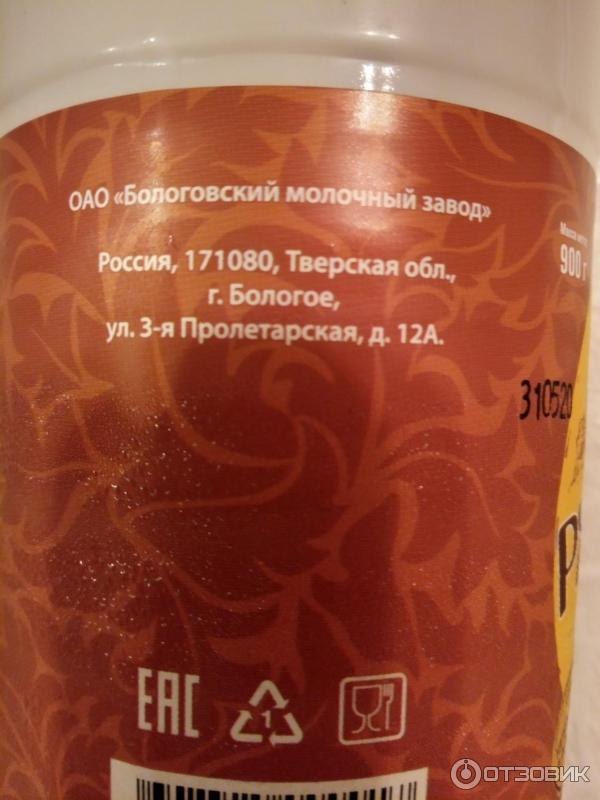 ОАО «Бологовский молочный завод»
Россия, 171080, Тверская обл.,
г. Бологое,
ул. 3-я Пролетарская, д. 12А.
Масса нетто
900 г
310520
ЕАС
1
ОТЗОВИК